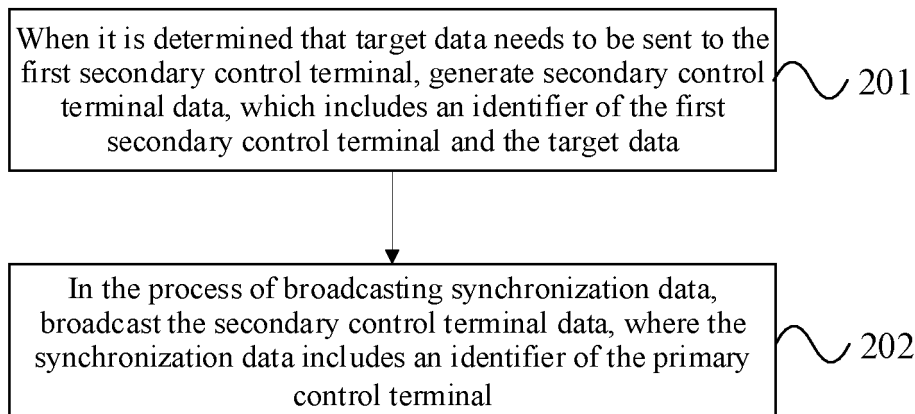 When it is determined that target data needs to be sent to the
first secondary control terminal, generate secondary control
terminal data, which includes an identifier of the first
secondary control terminal and the target data
201
In the process of broadcasting synchronization data,
broadcast the secondary control terminal data, where the
synchronization data includes an identifier of the primary
control terminal
202